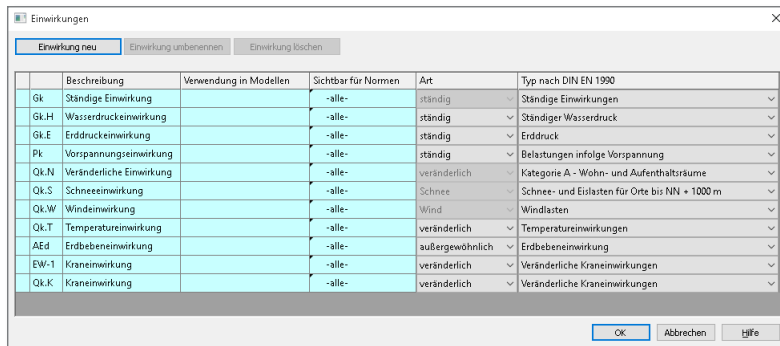 Einwirkungen
Einwirkung neu Einwirkung umbenennen Einwirkung löschen
Beschreibung Verwendung in Modellen Sichtbar für Normen Art Typ nach DIN EN 1990
Gk Ständige Einwirkung -alle- ständig Ständige Einwirkungen
Gk.H Wasserdruckeinwirkung -alle- ständig Ständiger Wasserdruck
Gk.E Erddruckeinwirkung -alle- ständig Erddruck
Pk Vorspannungseinwirkung -alle- ständig Belastungen infolge Vorspannung
Qk.N Veränderliche Einwirkung -alle- veränderlich Kategorie A - Wohn- und Aufenthaltsräume
Qk.S Schneeeinwirkung -alle- Schnee Schnee- und Eislasten für Orte bis NN + 1000 m
Qk.W Windeinwirkung -alle- Wind Windlasten
Qk.T Temperatureinwirkung -alle- veränderlich Temperatureinwirkungen
AEd Erdbebeneinwirkung -alle- außergewöhnlich Erdbebeneinwirkung
EW-1 Kraneinwirkung -alle- veränderlich Veränderliche Kraneinwirkungen
Qk.K Kraneinwirkung -alle- veränderlich Veränderliche Kraneinwirkungen
OK Abbrechen Hilfe